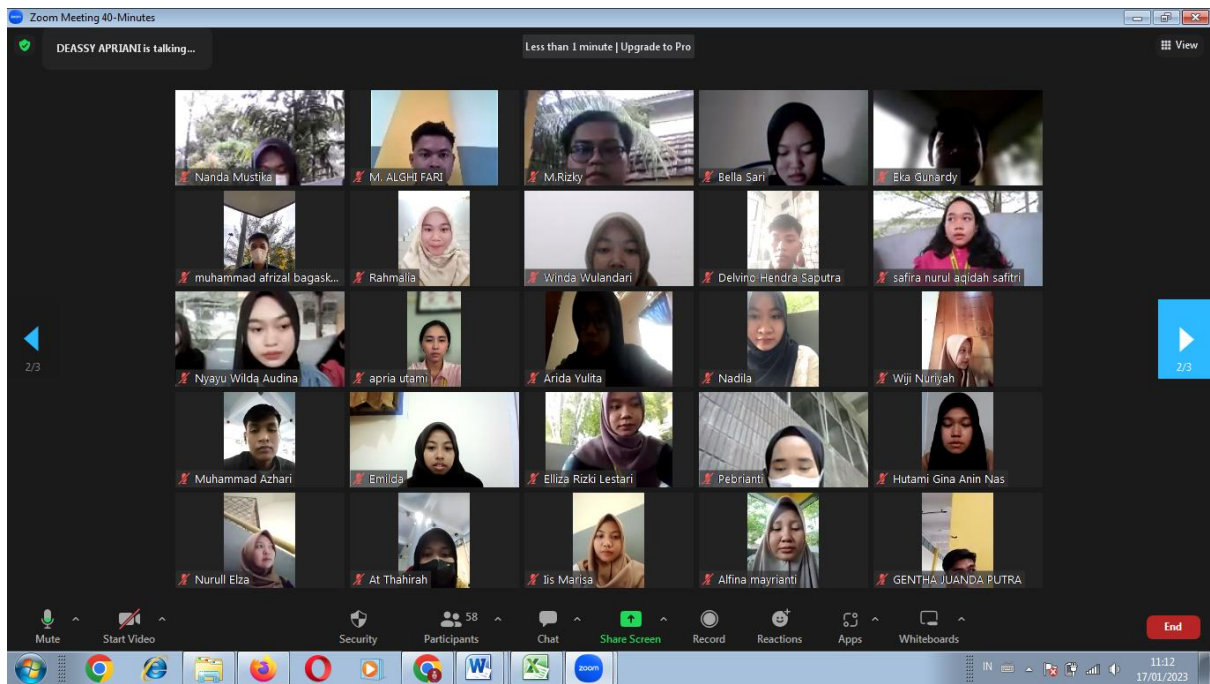 Zoom Meeting 40-Minutes
DEASSY APRIANI is talking...
Less than 1 minute | Upgrade to Pro
View
Nanda Mustika
M. ALGHI FARI
M.Rizky
Bella Sari
Eka Gunardy
muhammad afrizal bagask...
Rahmalia
Winda Wulandari
Delvino Hendra Saputra
safira nurul aqidah safitri
Nyayu Wilda Audina
apria utami
Arida Yulita
Nadila
Wiji Nuriyah
2/3
2/3
Muhammad Azhari
Emilda
Elliza Rizki Lestari
Pebrianti
Hutami Gina Anin Nas
Nurull Elza
At Thahirah
Iis Marisa
Alfina mayrianti
GENTHA JUANDA PUTRA
Mute
Start Video
Security
58
Participants
Chat
Share Screen
Record
Reactions
Apps
Whiteboards
End
zoom
IN
11:12
17/01/2023